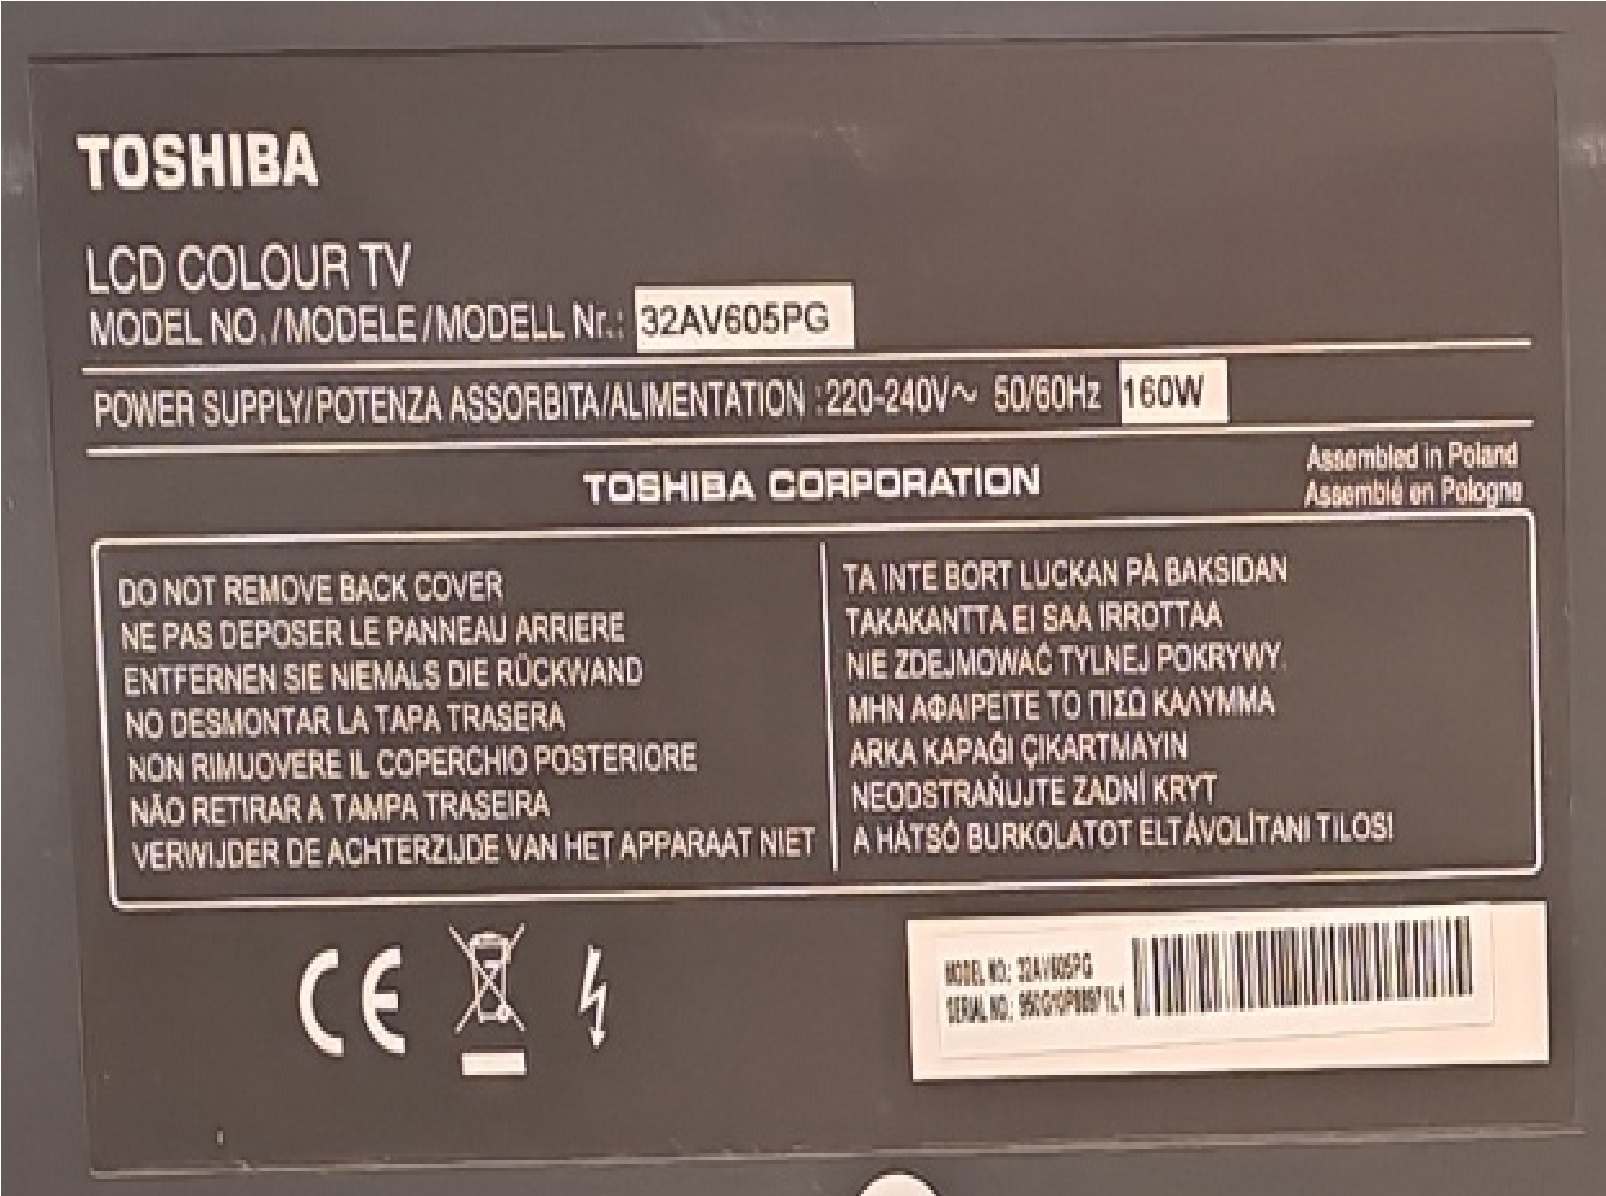 TOSHIBA
LCD COLOUR TV
MODEL NO./MODELE/MODELL Nr.: 32AV605PG
POWER SUPPLY/POTENZA ASSORBITA/ALIMENTATION :220-240V~ 50/60Hz 160W
TOSHIBA CORPORATION
Assembled in Poland
Assemblé en Pologne
DO NOT REMOVE BACK COVER
NE PAS DEPOSER LE PANNEAU ARRIERE
ENTFERNEN SIE NIEMALS DIE RÜCKWAND
NO DESMONTAR LA TAPA TRASERA
NON RIMUOVERE IL COPERCHIO POSTERIORE
NÃO RETIRAR A TAMPA TRASEIRA
VERWIJDER DE ACHTERZIJDE VAN HET APPARAAT NIET
TA INTE BORT LUCKAN PÅ BAKSIDAN
TAKAKANTTA EI SAA IRROTTAA
NIE ZDEJMOWAĆ TYLNEJ POKRYWY
ΜΗΝ ΑΦΑΙΡΕΙΤΕ ΤΟ ΠΙΣΩ ΚΑΛΥΜΜΑ
ARKA KAPAĞI ÇIKARTMAYIN
NEODSTRAŇUJTE ZADNÍ KRYT
A HÁTSÓ BURKOLATOT ELTÁVOLÍTANI TILOS!
CE
MODEL NO.: 32AV605PG
SERIAL NO.: